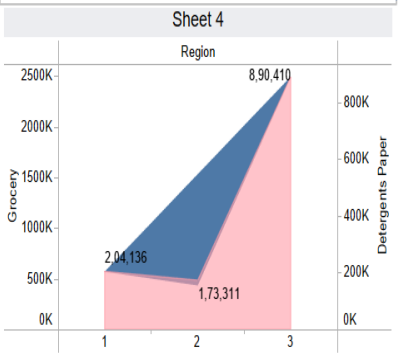 Sheet 4
Region
2500K
2000K
1500K
1000K
500K
0K
Grocery
8,90,410
2,04,136
1,73,311
800K
600K
400K
200K
0K
Detergents Paper
1 2 3